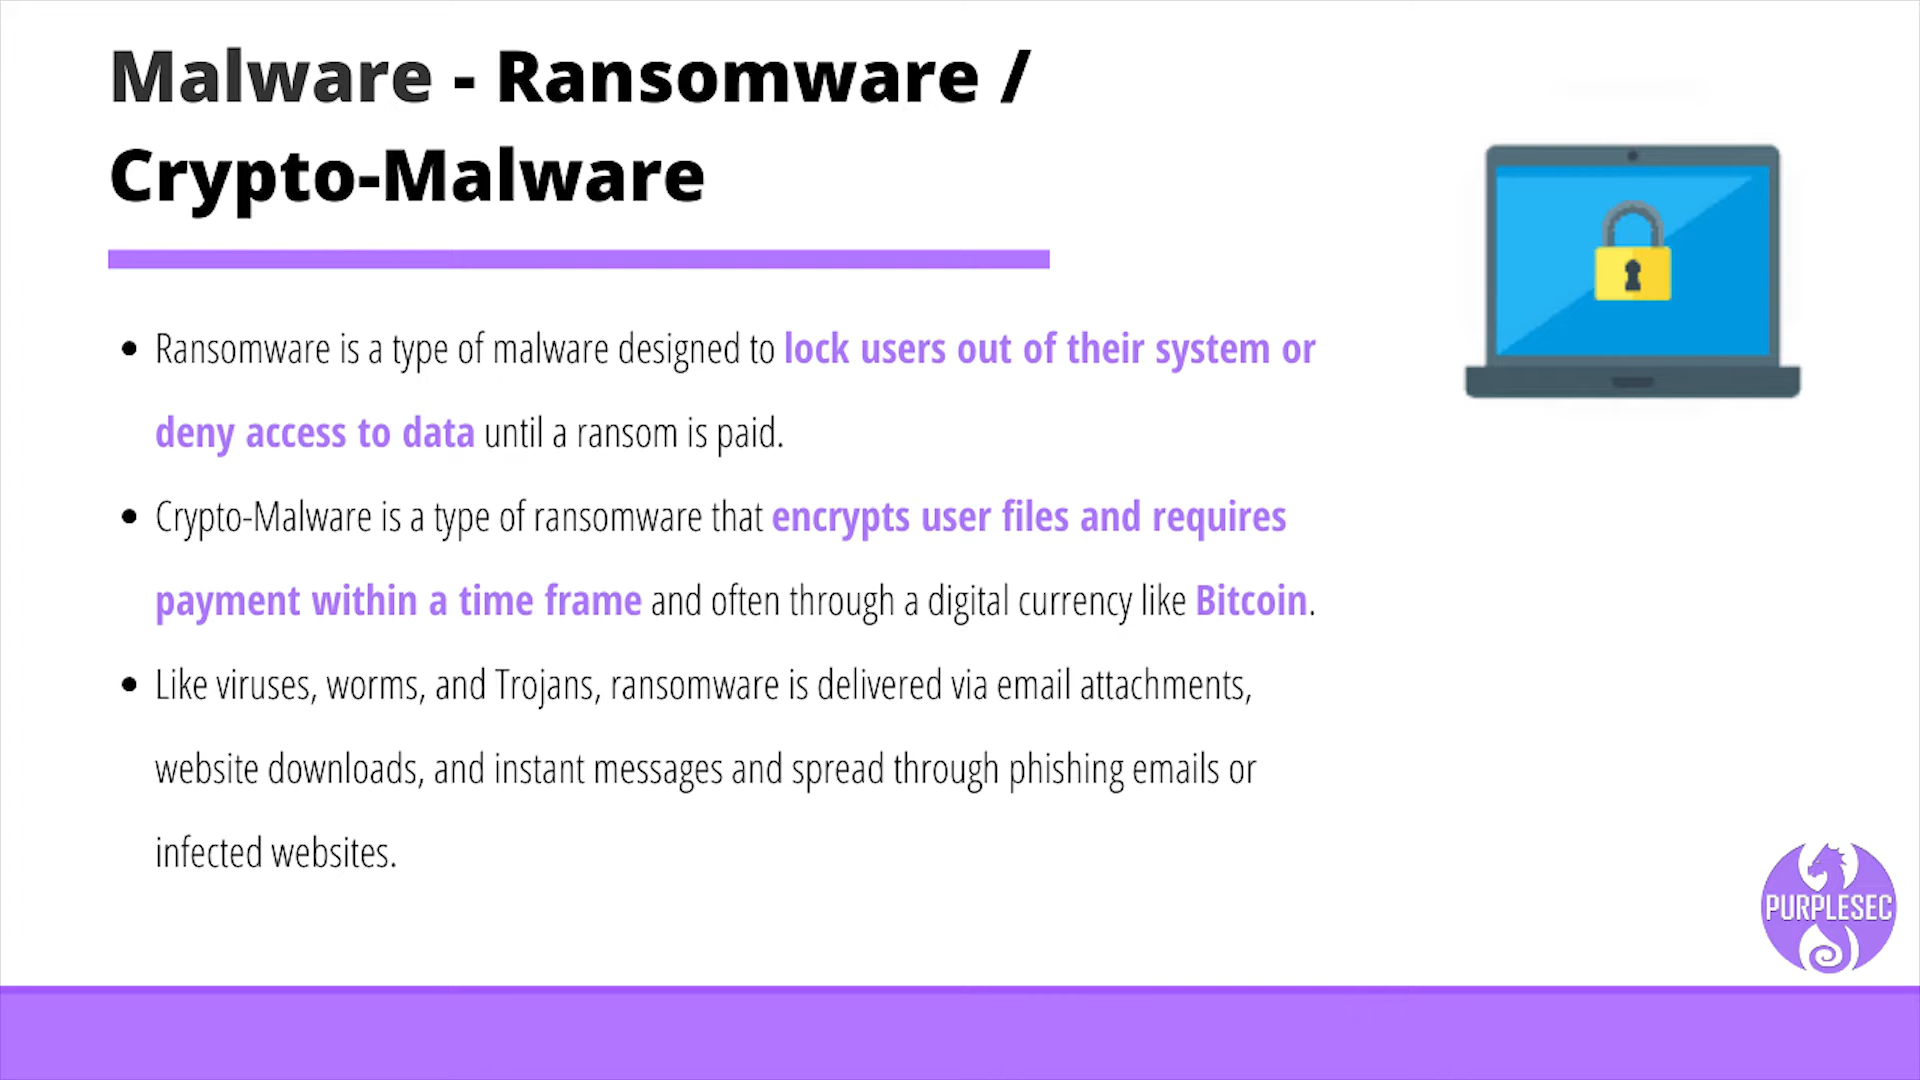 Malware - Ransomware /
Crypto-Malware
• Ransomware is a type of malware designed to lock users out of their system or
deny access to data until a ransom is paid.
• Crypto-Malware is a type of ransomware that encrypts user files and requires
payment within a time frame and often through a digital currency like Bitcoin.
• Like viruses, worms, and Trojans, ransomware is delivered via email attachments,
website downloads, and instant messages and spread through phishing emails or
infected websites.
PURPLESEC